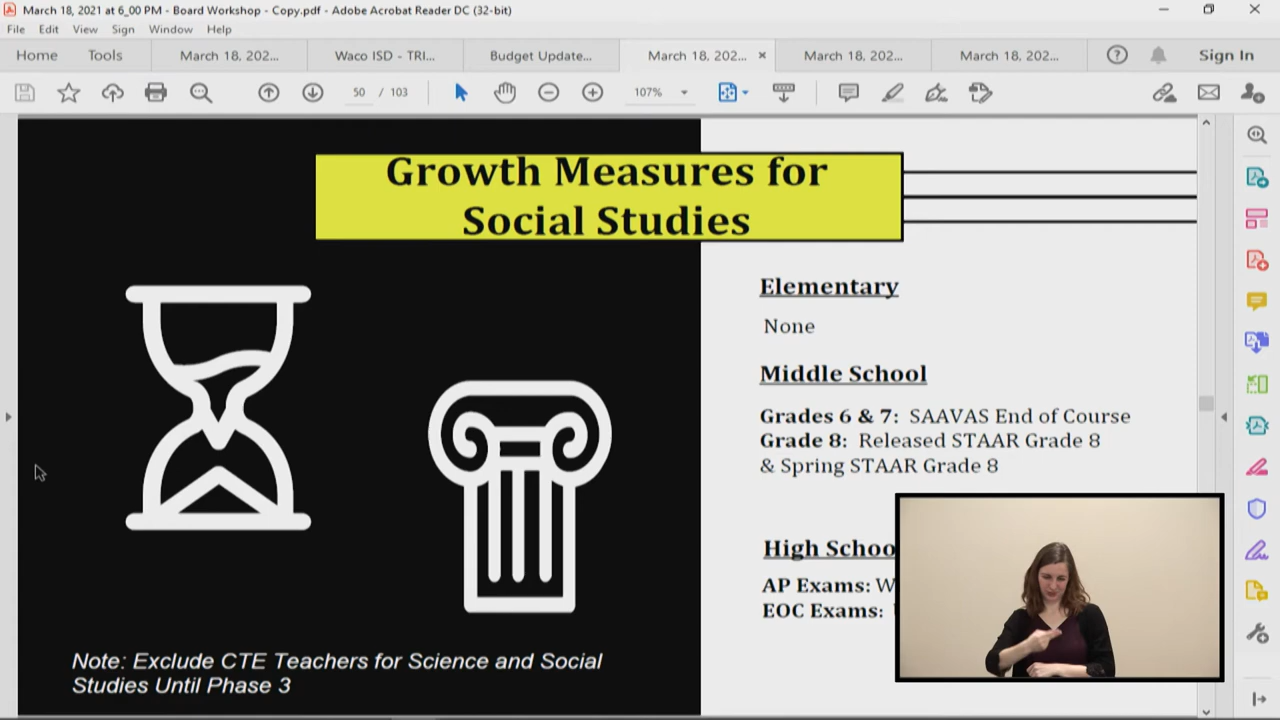 March 18, 2021 at 6_00 PM - Board Workshop - Copy.pdf - Adobe Acrobat Reader DC (32-bit)
File Edit View Sign Window Help
Home Tools March 18, 202... Waco ISD - TRI... Budget Update... March 18, 202... × March 18, 202... March 18, 202... Sign In
50 / 103 107%
Growth Measures for
Social Studies
Elementary
None
Middle School
Grades 6 & 7: SAAVAS End of Course
Grade 8: Released STAAR Grade 8
& Spring STAAR Grade 8
High Schoo
AP Exams: W
EOC Exams:
Note: Exclude CTE Teachers for Science and Social
Studies Until Phase 3